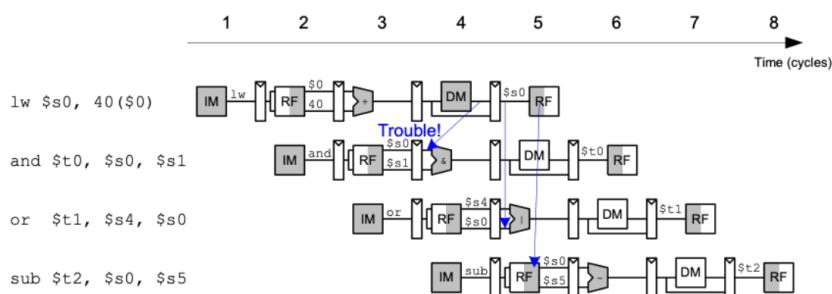 1 2 3 4 5 6 7 8
Time (cycles)
lw $s0, 40($0) IM lw RF $0 40 + DM $s0 RF
Trouble!
and $t0, $s0, $s1 IM and RF $s0 $s1 & DM $t0 RF
or $t1, $s4, $s0 IM or RF $s4 $s0 | DM $t1 RF
sub $t2, $s0, $s5 IM sub RF $s0 $s5 - DM $t2 RF